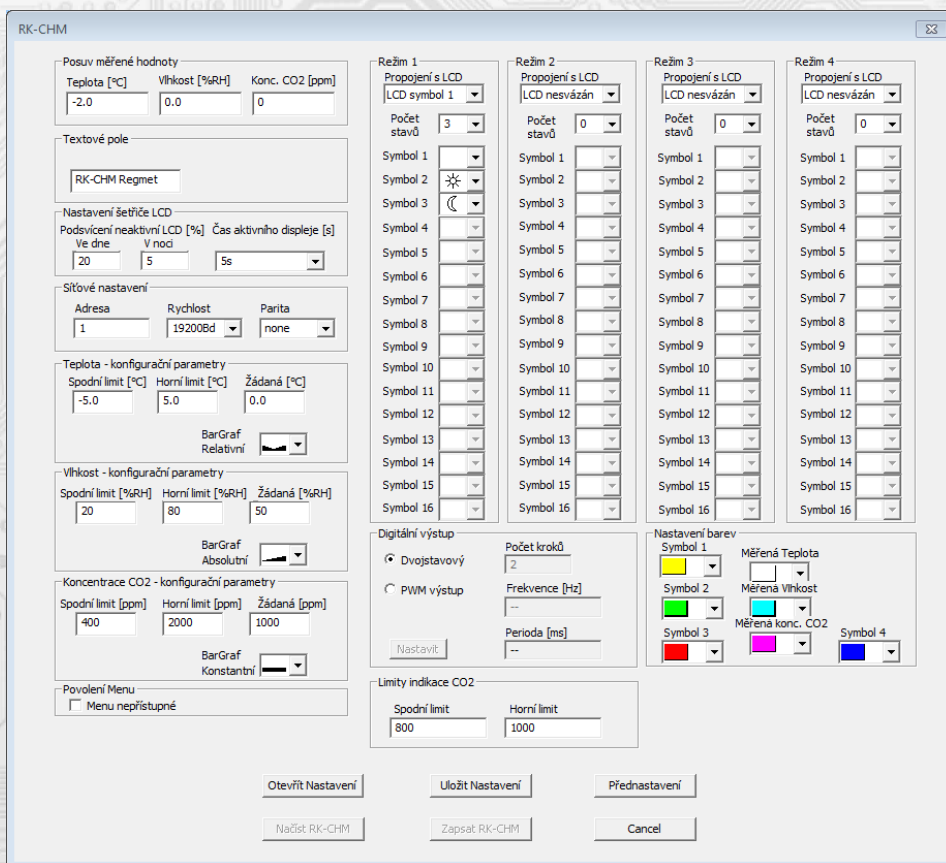 RK-CHM
Posuv měřené hodnoty
Teplota [°C] Vlhkost [%RH] Konc. CO2 [ppm]
-2.0 0.0 0
Textové pole
RK-CHM Regmet
Nastavení šetřiče LCD
Podsvícení neaktivní LCD [%] Čas aktivního displeje [s]
Ve dne V noci
20 5 5s
Síťové nastavení
Adresa Rychlost Parita
1 19200Bd none
Teplota - konfigurační parametry
Spodní limit [°C] Horní limit [°C] Žádaná [°C]
-5.0 5.0 0.0
BarGraf
Relativní
Vlhkost - konfigurační parametry
Spodní limit [%RH] Horní limit [%RH] Žádaná [%RH]
20 80 50
BarGraf
Absolutní
Koncentrace CO2 - konfigurační parametry
Spodní limit [ppm] Horní limit [ppm] Žádaná [ppm]
400 2000 1000
BarGraf
Konstantní
Povolení Menu
Menu nepřístupné
Režim 1
Propojení s LCD
LCD symbol 1
Počet
stavů
3
Symbol 1
Symbol 2
Symbol 3
Symbol 4
Symbol 5
Symbol 6
Symbol 7
Symbol 8
Symbol 9
Symbol 10
Symbol 11
Symbol 12
Symbol 13
Symbol 14
Symbol 15
Symbol 16
Režim 2
Propojení s LCD
LCD nesvázán
Počet
stavů
0
Symbol 1
Symbol 2
Symbol 3
Symbol 4
Symbol 5
Symbol 6
Symbol 7
Symbol 8
Symbol 9
Symbol 10
Symbol 11
Symbol 12
Symbol 13
Symbol 14
Symbol 15
Symbol 16
Režim 3
Propojení s LCD
LCD nesvázán
Počet
stavů
0
Symbol 1
Symbol 2
Symbol 3
Symbol 4
Symbol 5
Symbol 6
Symbol 7
Symbol 8
Symbol 9
Symbol 10
Symbol 11
Symbol 12
Symbol 13
Symbol 14
Symbol 15
Symbol 16
Režim 4
Propojení s LCD
LCD nesvázán
Počet
stavů
0
Symbol 1
Symbol 2
Symbol 3
Symbol 4
Symbol 5
Symbol 6
Symbol 7
Symbol 8
Symbol 9
Symbol 10
Symbol 11
Symbol 12
Symbol 13
Symbol 14
Symbol 15
Symbol 16
Digitální výstup
Dvojstavový
PWM výstup
Nastavit
Počet kroků
2
Frekvence [Hz]
--
Perioda [ms]
--
Nastavení barev
Symbol 1 Měřená Teplota
Symbol 2 Měřená Vlhkost
Symbol 3 Měřená konc. CO2 Symbol 4
Limity indikace CO2
Spodní limit Horní limit
800 1000
Otevřít Nastavení Uložit Nastavení Přednastavení
Načíst RK-CHM Zapsat RK-CHM Cancel